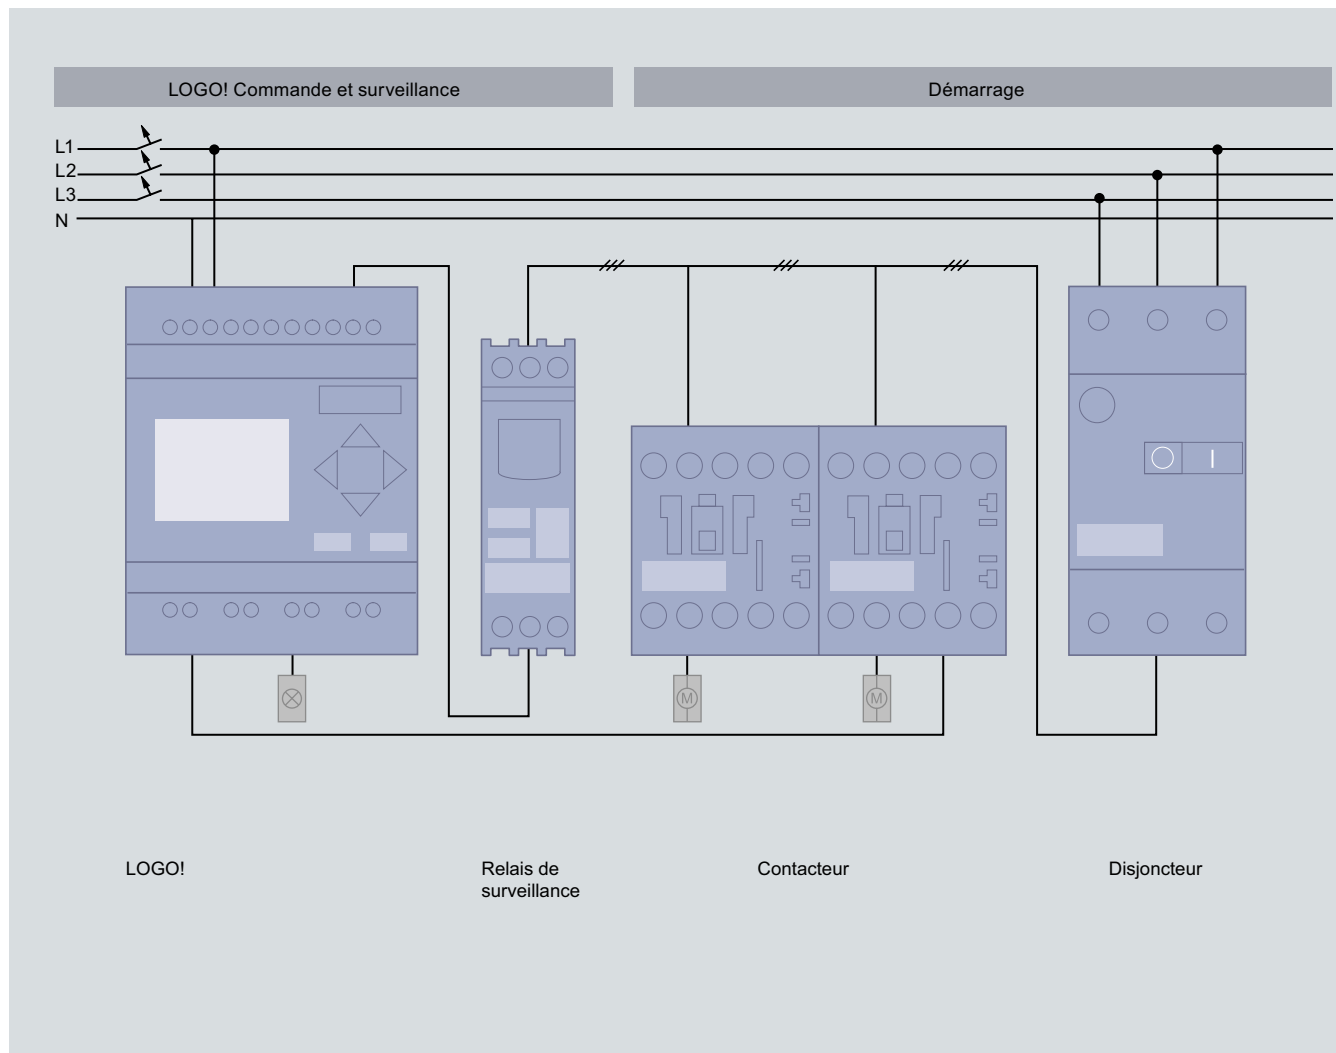 LOGO! Commande et surveillance
Démarrage
L1
L2
L3
N
M
M
LOGO!
Relais de
surveillance
Contacteur
Disjoncteur